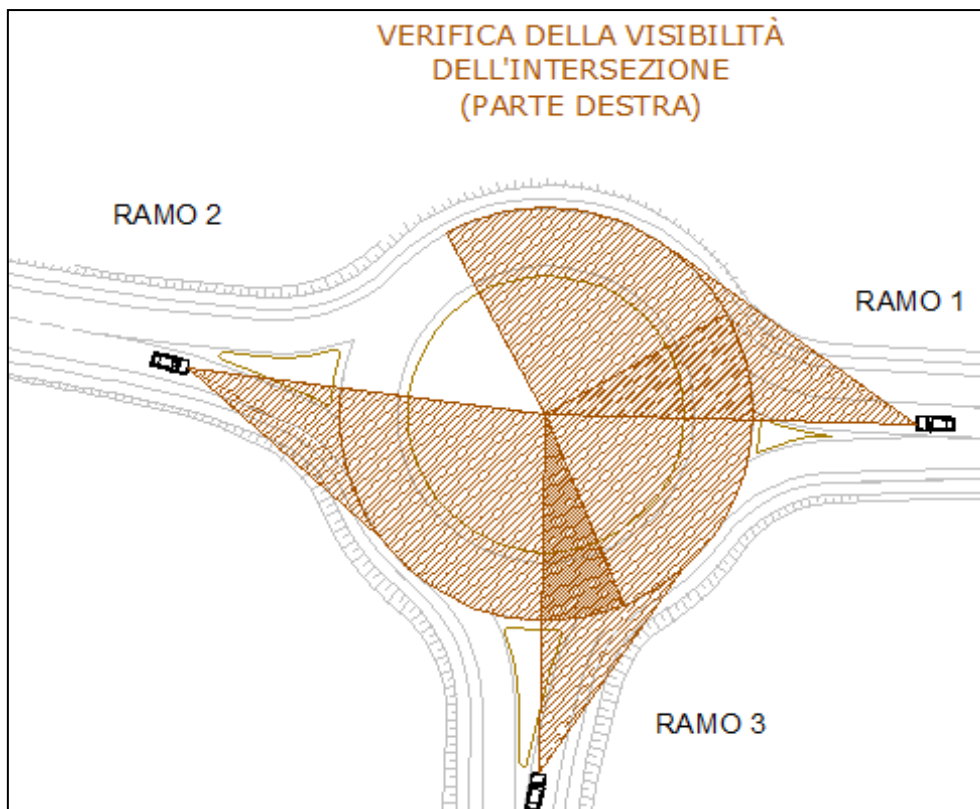 VERIFICA DELLA VISIBILITÀ
DELL'INTERSEZIONE
(PARTE DESTRA)
RAMO 2
RAMO 1
RAMO 3